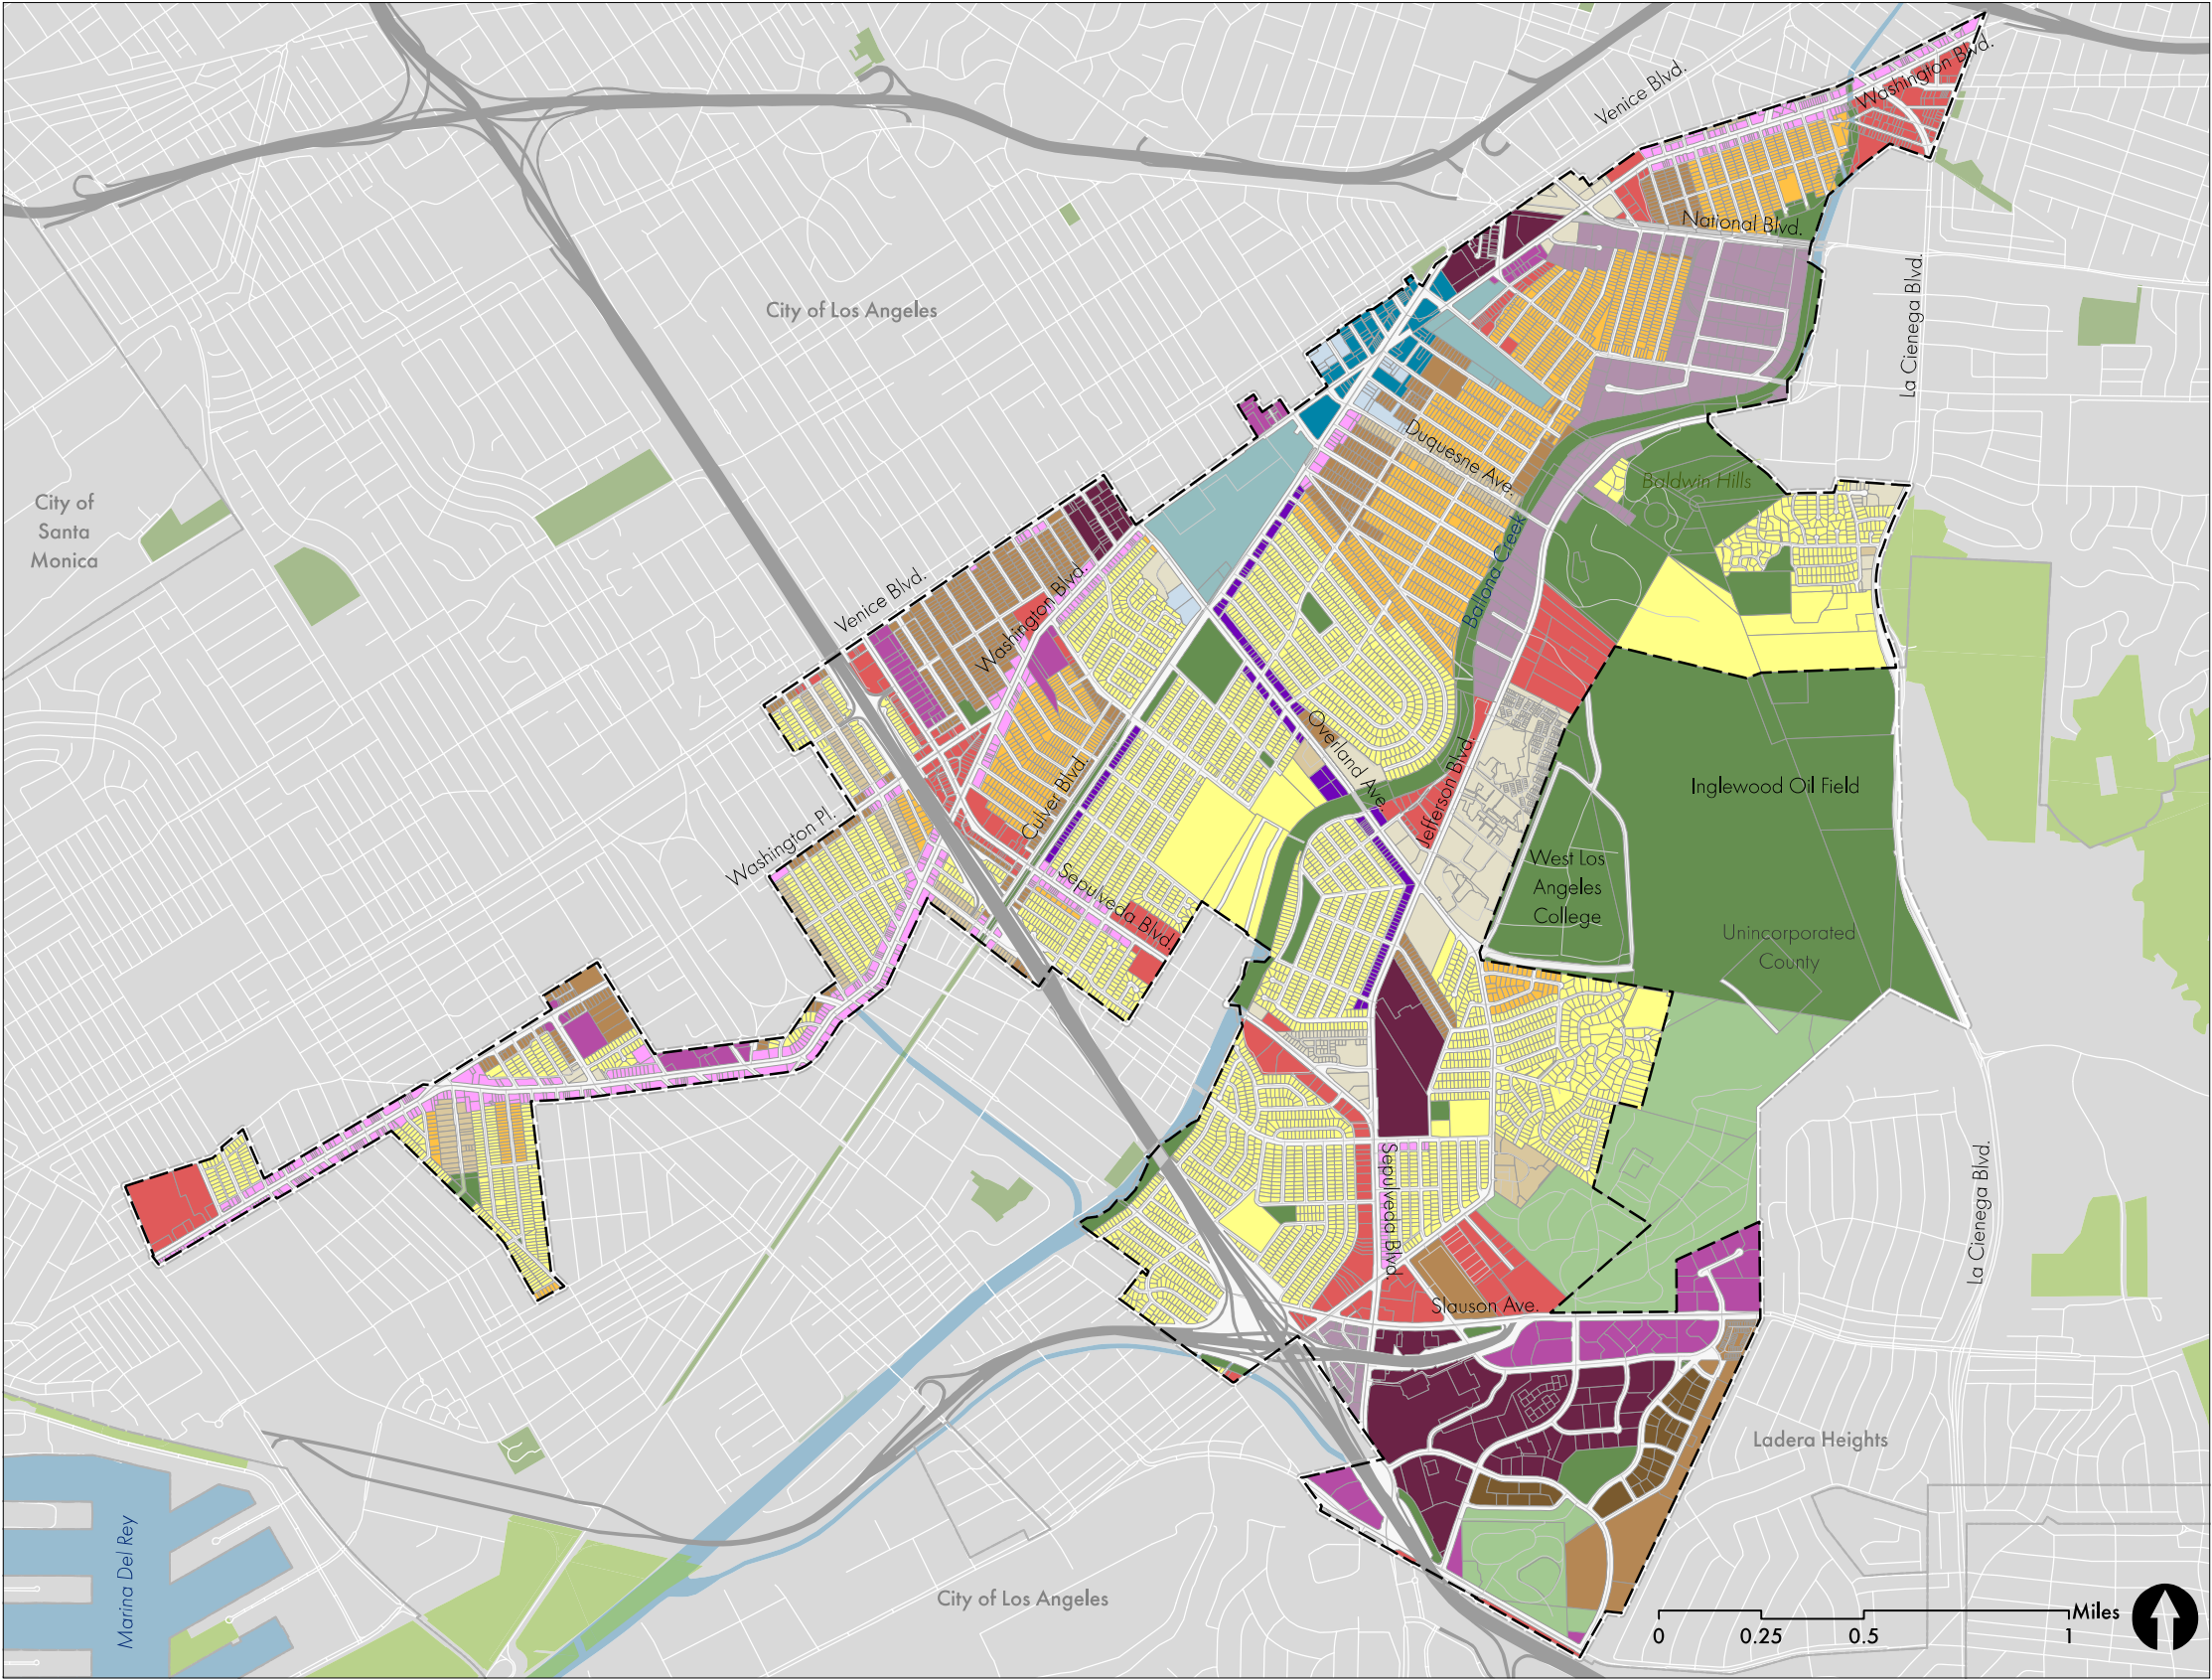 Venice Blvd.
Washington Blvd.
National Blvd.
City of Los Angeles
La Cienega Blvd.
Duquesne Ave.
Baldwin Hills
City of
Santa
Monica
Ballona Creek
Venice Blvd.
Washington Blvd.
Overland Ave.
Jefferson Blvd.
Culver Blvd.
Inglewood Oil Field
Washington Pl.
West Los
Angeles
College
Sepulveda Blvd.
Unincorporated
County
Sepulveda Blvd.
La Cienega Blvd.
Slauson Ave.
Ladera Heights
Marina Del Rey
City of Los Angeles
Miles
0 0.25 0.5 1